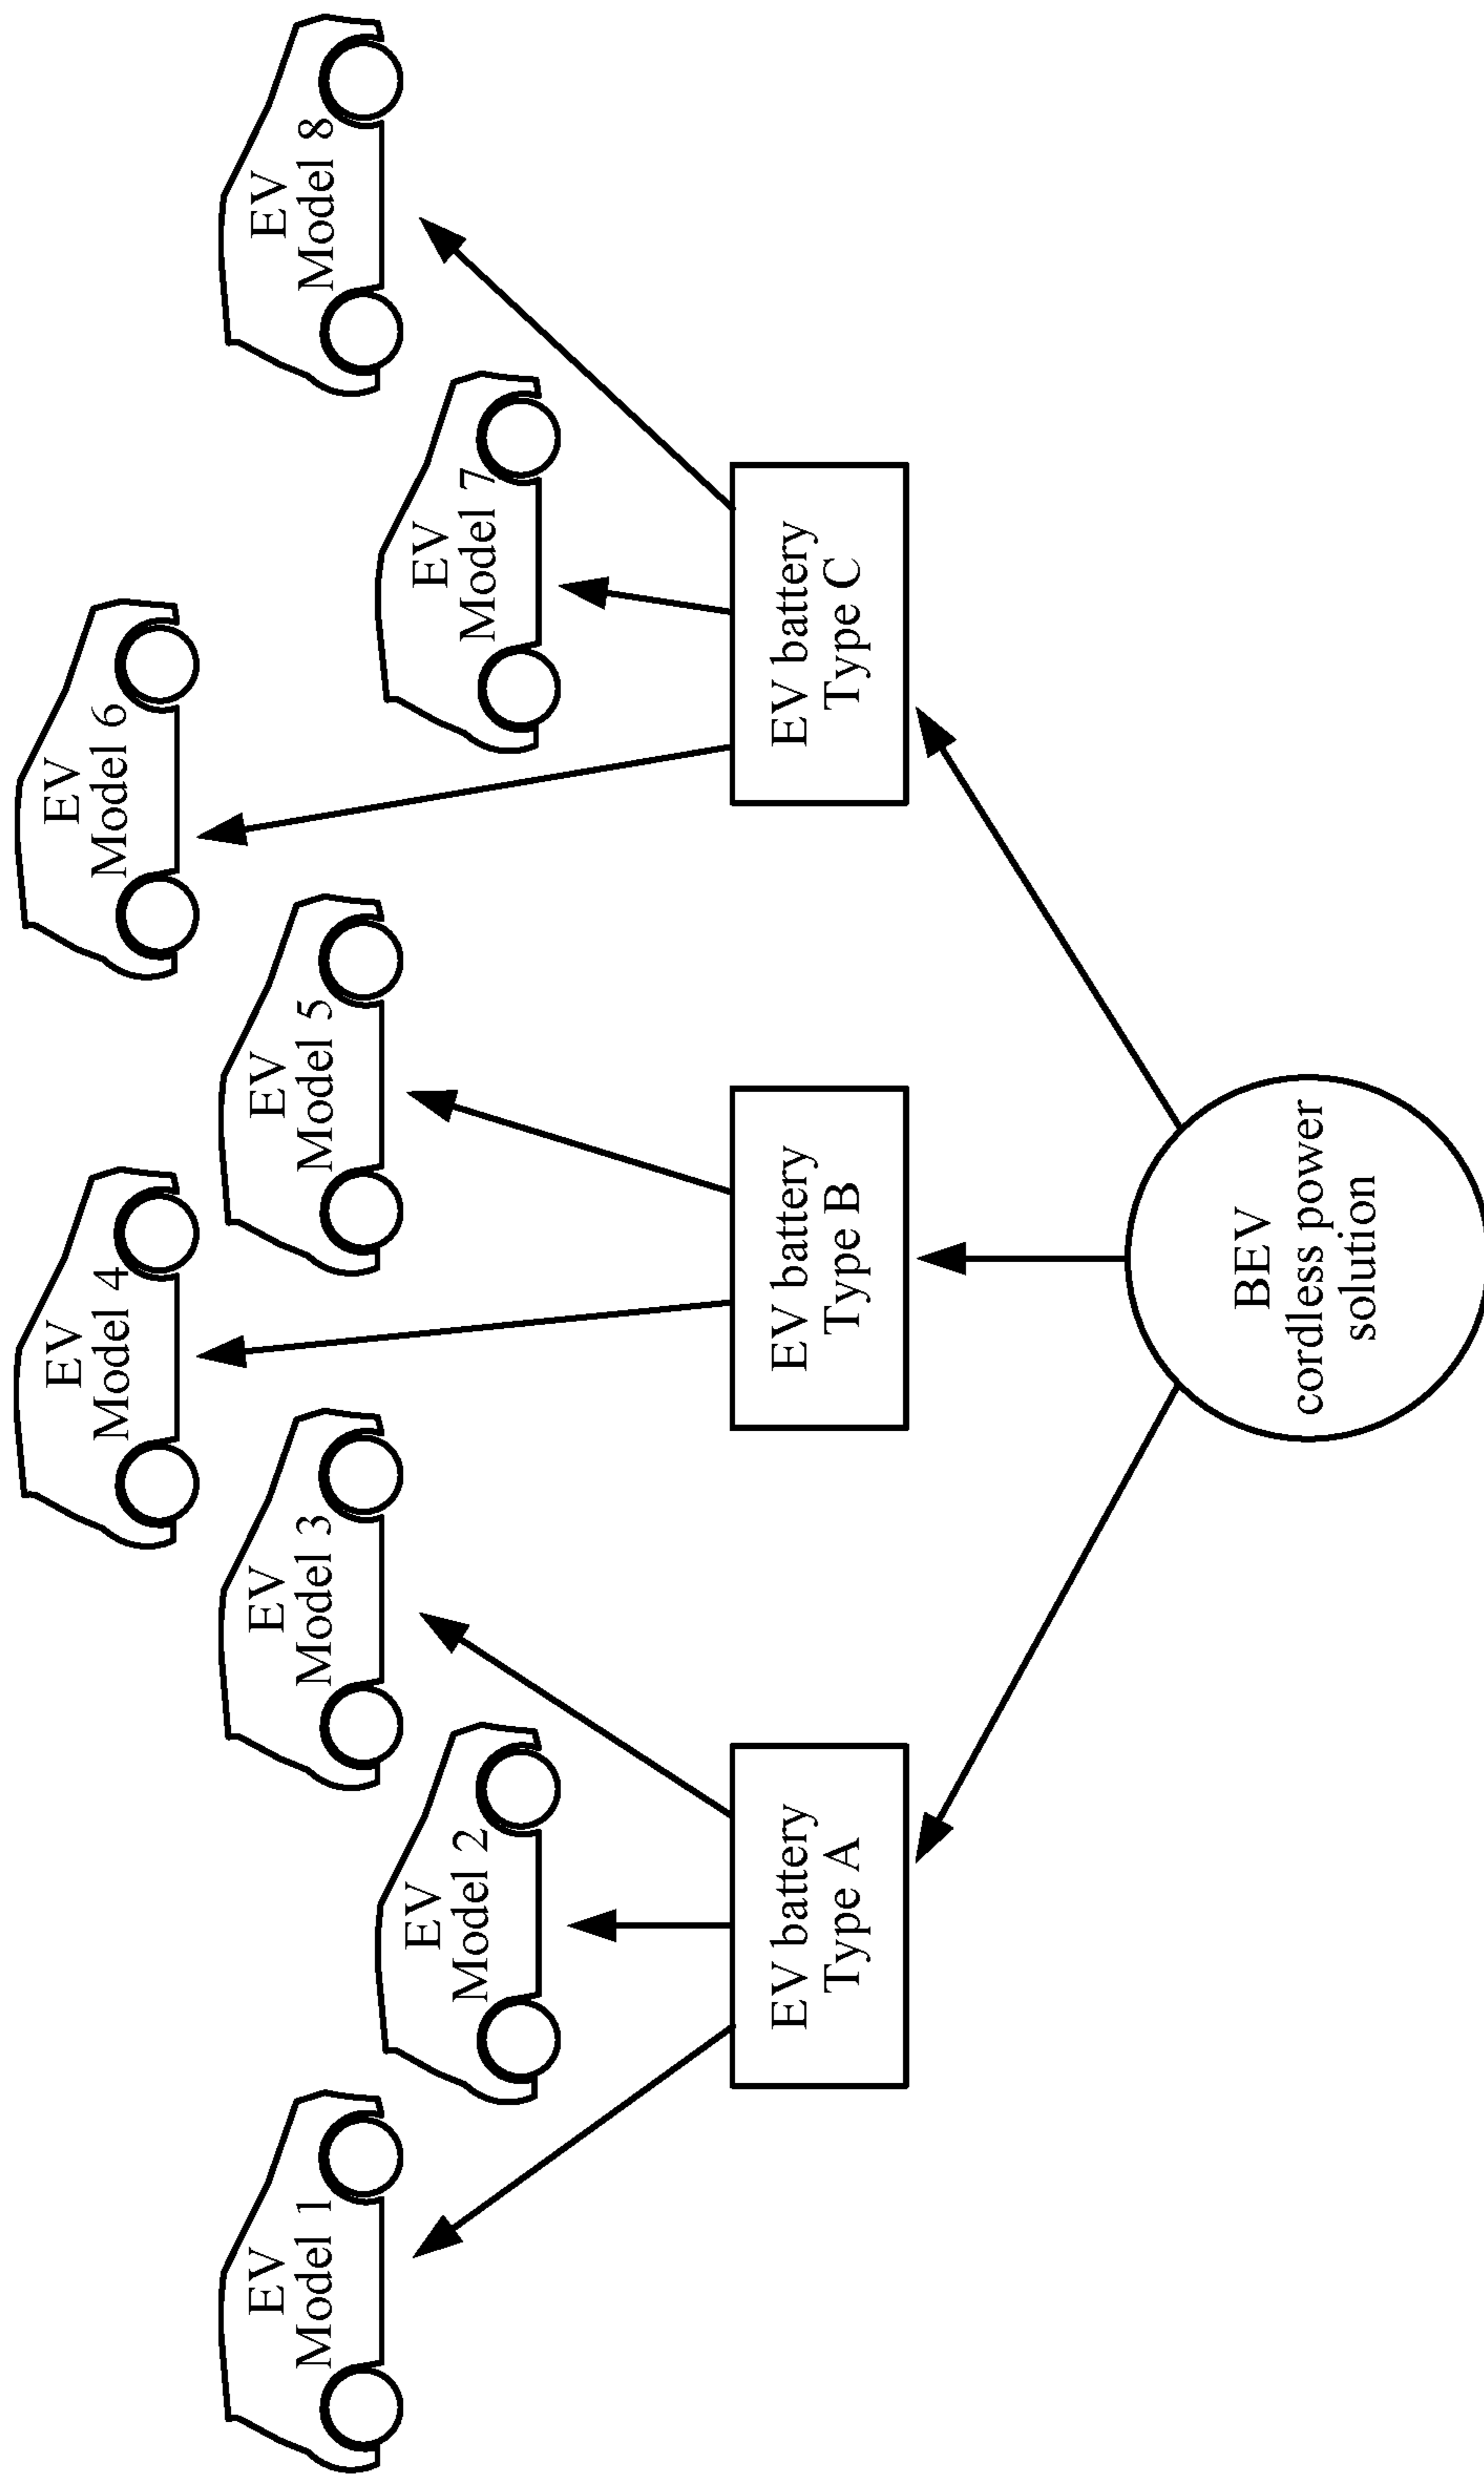 EV
Model 1
EV
Model 2
EV
Model 3
EV
Model 4
EV
Model 5
EV
Model 6
EV
Model 7
EV
Model 8
EV battery
Type A
EV battery
Type B
EV battery
Type C
BEV
cordless power
solution